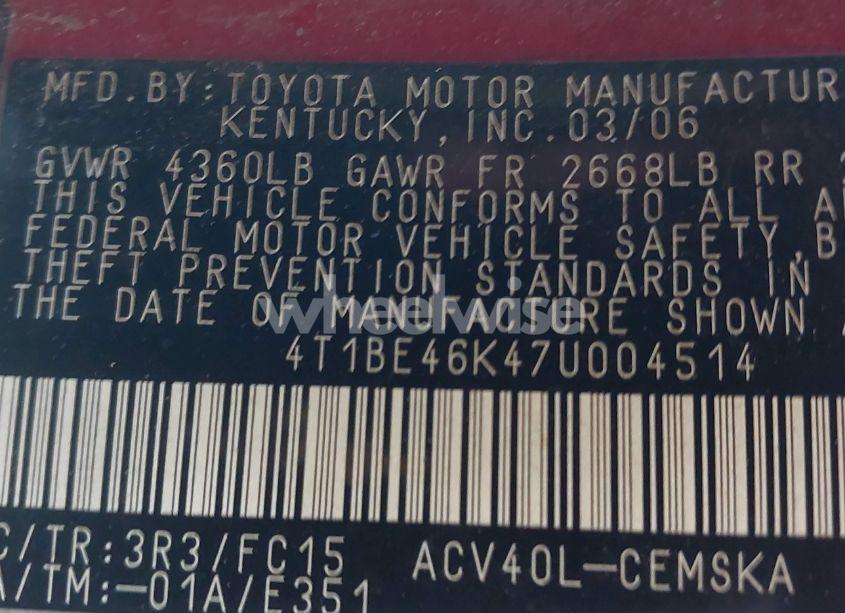 MFD. BY: TOYOTA MOTOR MANUFACTUR
KENTUCKY, INC. 03/06
GVWR 4360LB GAWR FR 2668LB RR
THIS VEHICLE CONFORMS TO ALL
FEDERAL MOTOR VEHICLE SAFETY, B
THEFT PREVENTION STANDARDS IN
THE DATE OF MANUFACTURE SHOWN
wheelwise
4T1BE46K47U004514
C/TR:3R3/FC15 ACV40L-CEMSKA
A/TM:-01A/E351